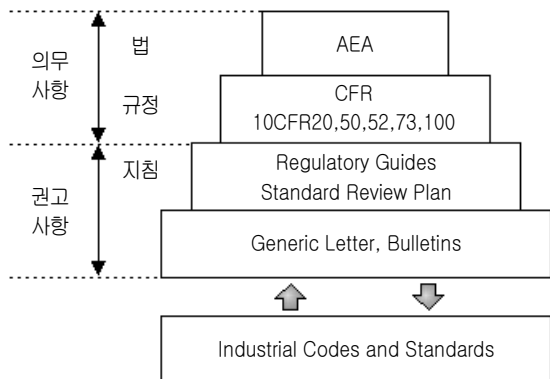 의무
사항
법
AEA
규정
CFR
10CFR20,50,52,73,100
권고
사항
지침
Regulatory Guides
Standard Review Plan
Generic Letter, Bulletins
Industrial Codes and Standards